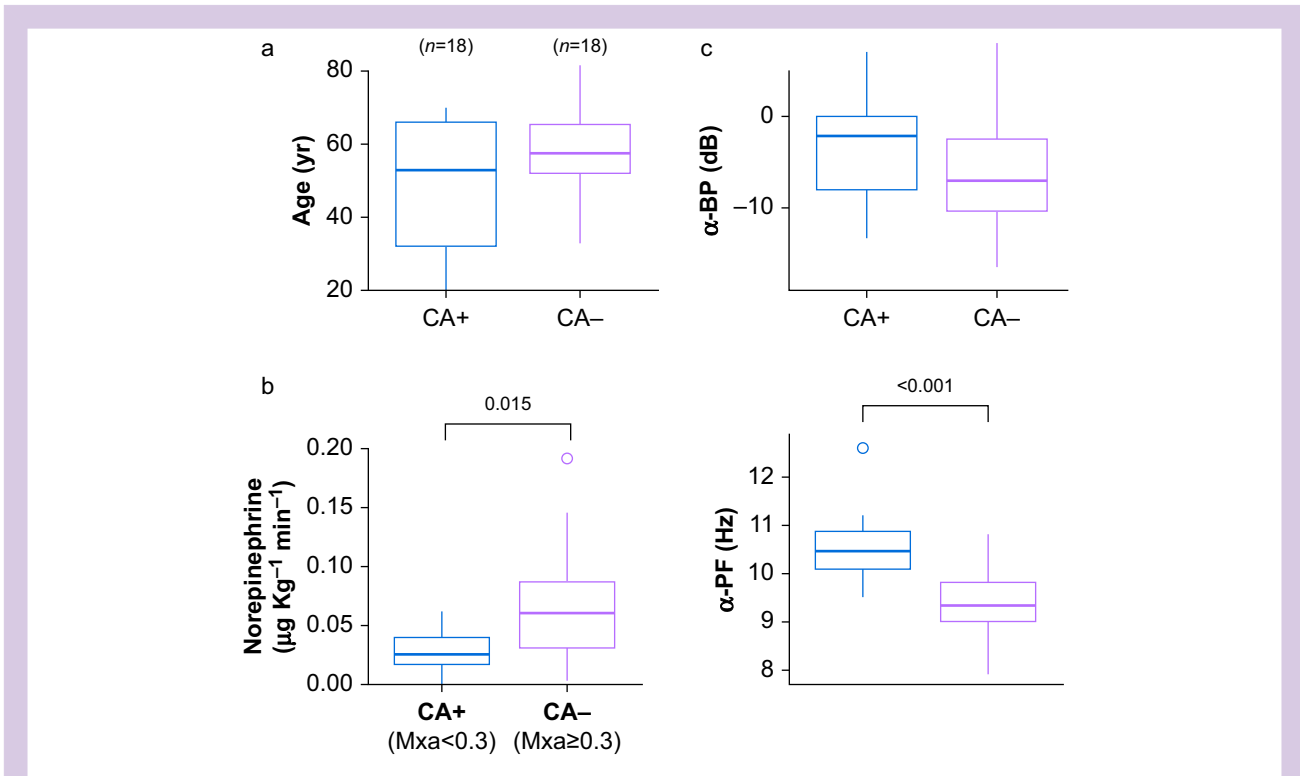 a
(n=18)
(n=18)
80
60
40
20
Age (yr)
CA+
CA–
c
0
–10
α-BP (dB)
CA+
CA–
b
0.015
0.20
0.15
0.10
0.05
0.00
Norepinephrine
(µg Kg⁻¹ min⁻¹)
CA+
CA–
(Mxa<0.3)
(Mxa≥0.3)
<0.001
12
11
10
9
8
α-PF (Hz)